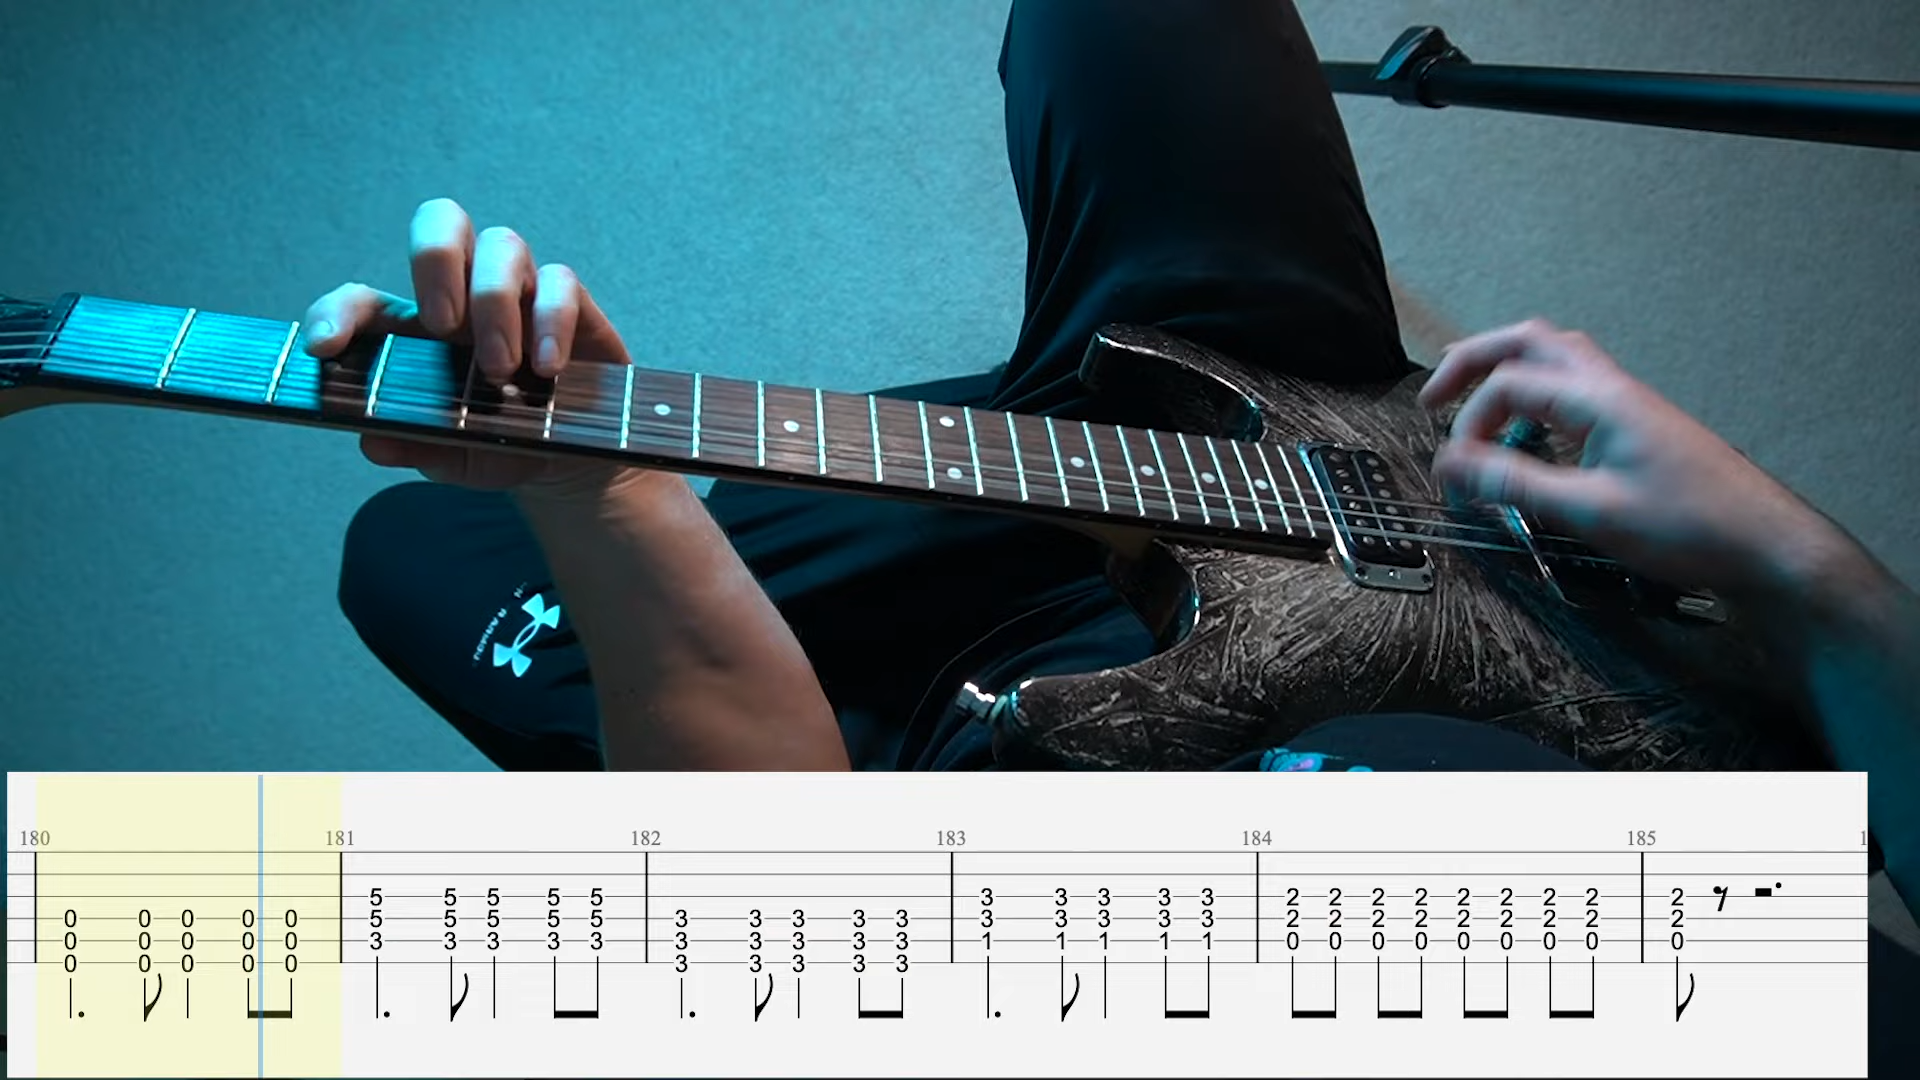 180 181 182 183 184 185 1
5 5 5 5 5 3 3 3 3 3 2 2 2 2 2 2 2 2 2
0 0 0 0 0 5 5 5 5 5 3 3 3 3 3 3 3 3 3 3 2 2 2 2 2 2 2 2 2
0 0 0 0 0 3 3 3 3 3 3 3 3 3 3 1 1 1 1 1 0 0 0 0 0 0 0 0 0
0 0 0 0 0 3 3 3 3 3